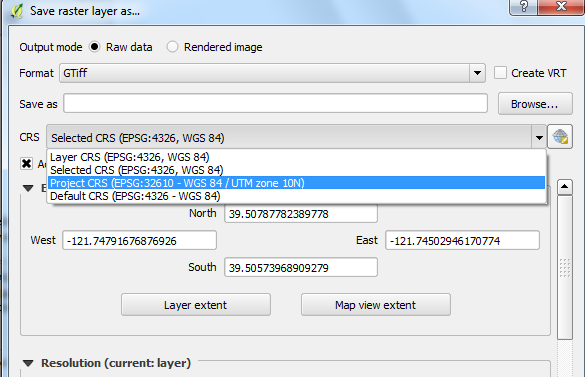 Save raster layer as...
Output mode Raw data Rendered image
Format GTiff Create VRT
Save as Browse...
CRS Selected CRS (EPSG:4326, WGS 84)
Layer CRS (EPSG:4326, WGS 84)
Selected CRS (EPSG:4326, WGS 84)
Project CRS (EPSG:32610 - WGS 84 / UTM zone 10N)
Default CRS (EPSG:4326 - WGS 84)
North 39.50787782389778
West -121.74791676876926 East -121.74502946170774
South 39.50573968909279
Layer extent Map view extent
Resolution (current: layer)